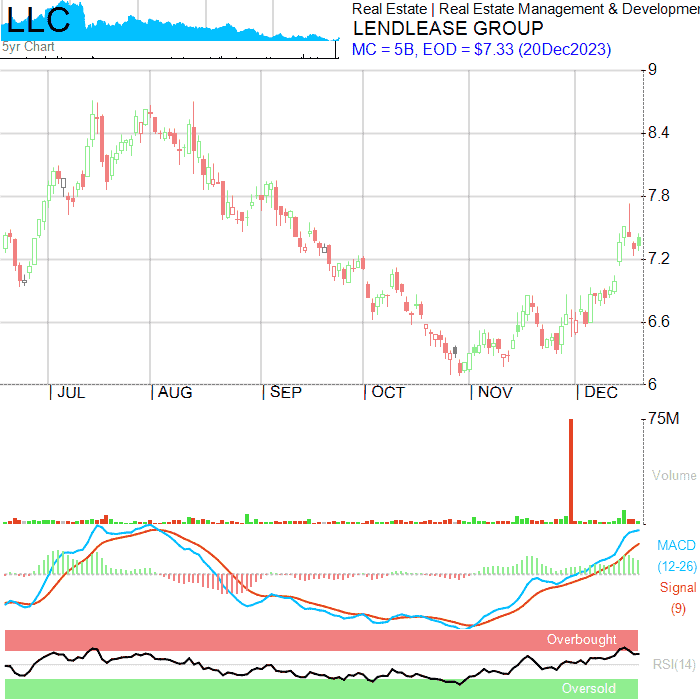 LLC
5yr Chart
Real Estate | Real Estate Management & Developmen
LENDLEASE GROUP
MC = 5B, EOD = $7.33 (20Dec2023)
9
8.4
7.8
7.2
6.6
6
JUL AUG SEP OCT NOV DEC
75M
Volume
MACD
(12-26)
Signal
(9)
Overbought
RSI(14)
Oversold